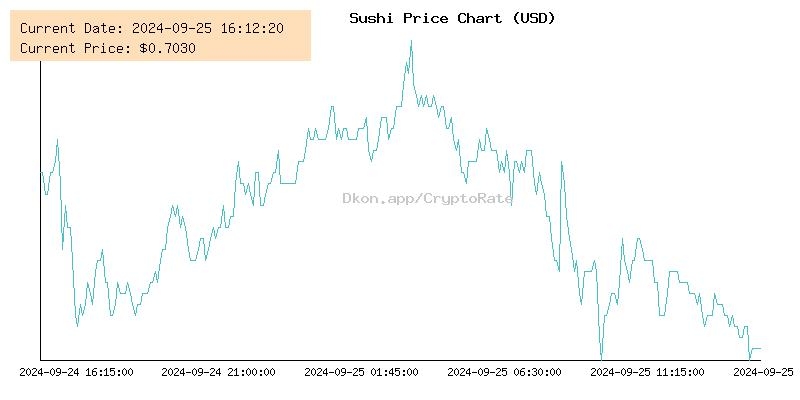 Sushi Price Chart (USD)
Current Date: 2024-09-25 16:12:20
Current Price: $0.7030
Dkon.app/CryptoRate
2024-09-24 16:15:00 2024-09-24 21:00:00 2024-09-25 01:45:00 2024-09-25 06:30:00 2024-09-25 11:15:00 2024-09-25